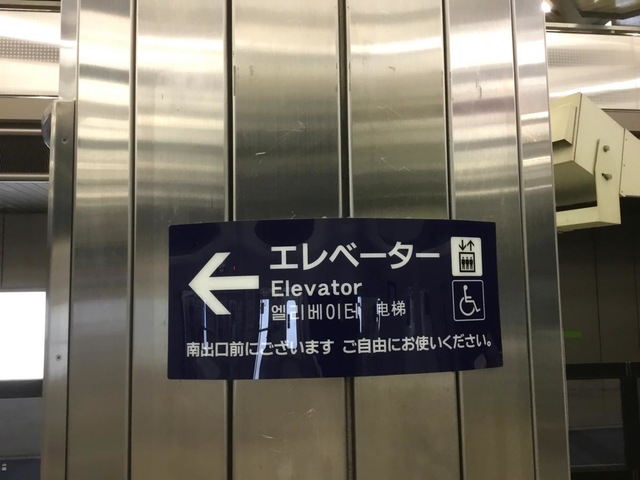 エレベーター
Elevator
엘리베이터 电梯
南出口前にございます ご自由にお使いください。